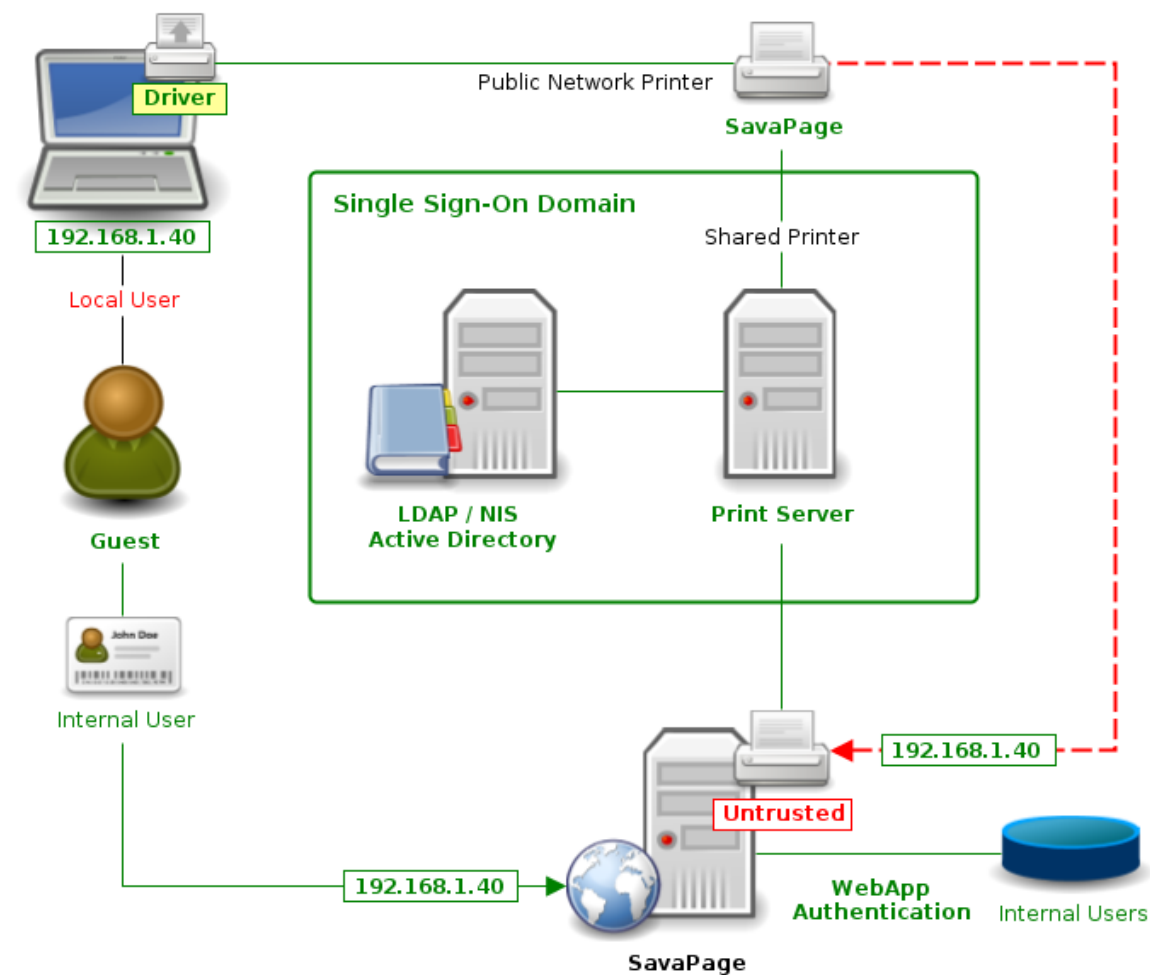 Driver
Public Network Printer
SavaPage
Single Sign-On Domain
192.168.1.40
Shared Printer
Local User
LDAP / NIS
Active Directory
Print Server
Guest
John Doe
Internal User
192.168.1.40
Untrusted
192.168.1.40
WebApp
Authentication
Internal Users
SavaPage